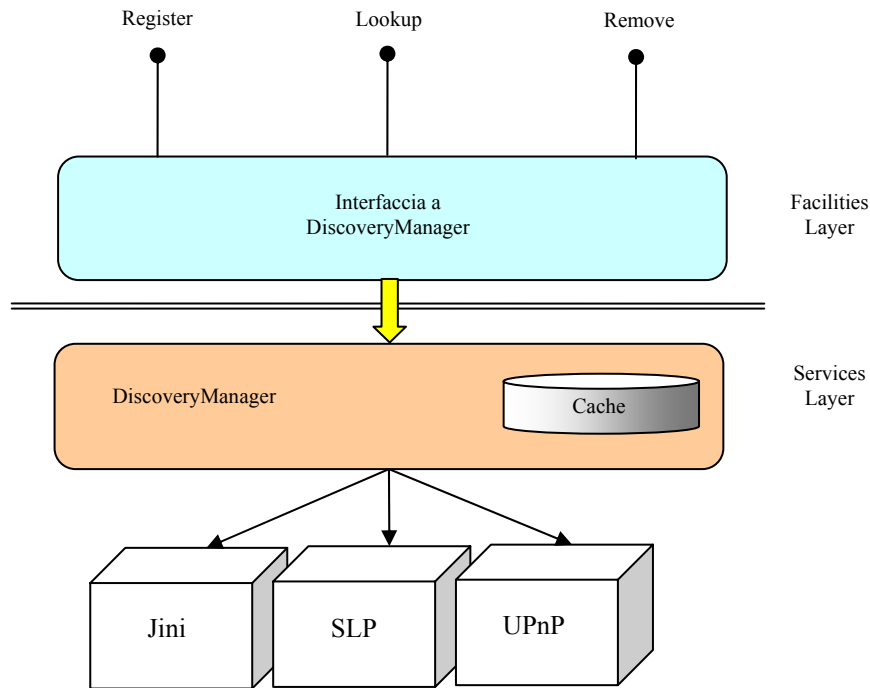 Register
Lookup
Remove
Interfaccia a
DiscoveryManager
Facilities
Layer
DiscoveryManager
Cache
Services
Layer
Jini
SLP
UPnP